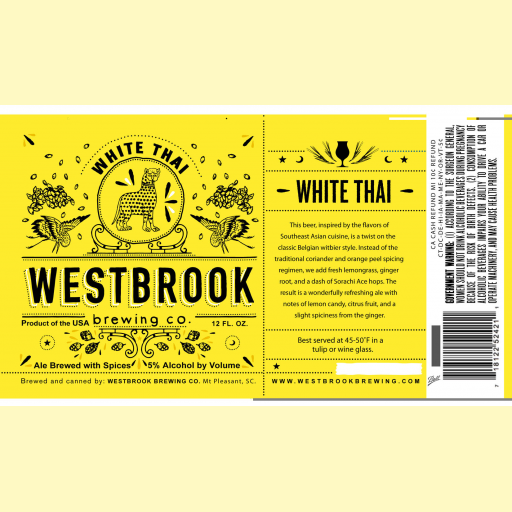 WHITE THAI
WESTBROOK
brewing co.
Product of the USA
12 FL. OZ.
Ale Brewed with Spices
5% Alcohol by Volume
Brewed and canned by: WESTBROOK BREWING CO. Mt Pleasant, SC.
WHITE THAI
This beer, inspired by the flavors of
Southeast Asian cuisine, is a twist on the
classic Belgian witbier style. Instead of the
traditional coriander and orange peel spicing
regimen, we add fresh lemongrass, ginger
root, and a dash of Sorachi Ace hops. The
result is a wonderfully refreshing ale with
notes of lemon candy, citrus fruit, and a
slight spiciness from the ginger.
Best served at 45-50°F in a
tulip or wine glass.
WWW.WESTBROOKBREWING.COM
CA CASH REFUND MI 10¢ REFUND
CT-DC-DE-HI-IA-MA-ME-NY-OR-VT-5¢
GOVERNMENT WARNING: (1) ACCORDING TO THE SURGEON GENERAL,
WOMEN SHOULD NOT DRINK ALCOHOLIC BEVERAGES DURING PREGNANCY
BECAUSE OF THE RISK OF BIRTH DEFECTS. (2) CONSUMPTION OF
ALCOHOLIC BEVERAGES IMPAIRS YOUR ABILITY TO DRIVE A CAR OR
OPERATE MACHINERY, AND MAY CAUSE HEALTH PROBLEMS.
18122 52421 7